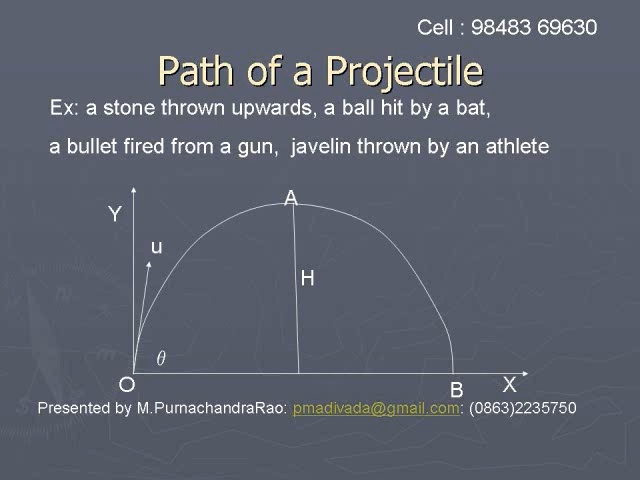 Cell : 98483 69630
Path of a Projectile
Ex: a stone thrown upwards, a ball hit by a bat,
a bullet fired from a gun, javelin thrown by an athlete
A
Y
u
H
θ
O
B
X
Presented by M.PurnachandraRao: pmadivada@gmail.com: (0863)2235750